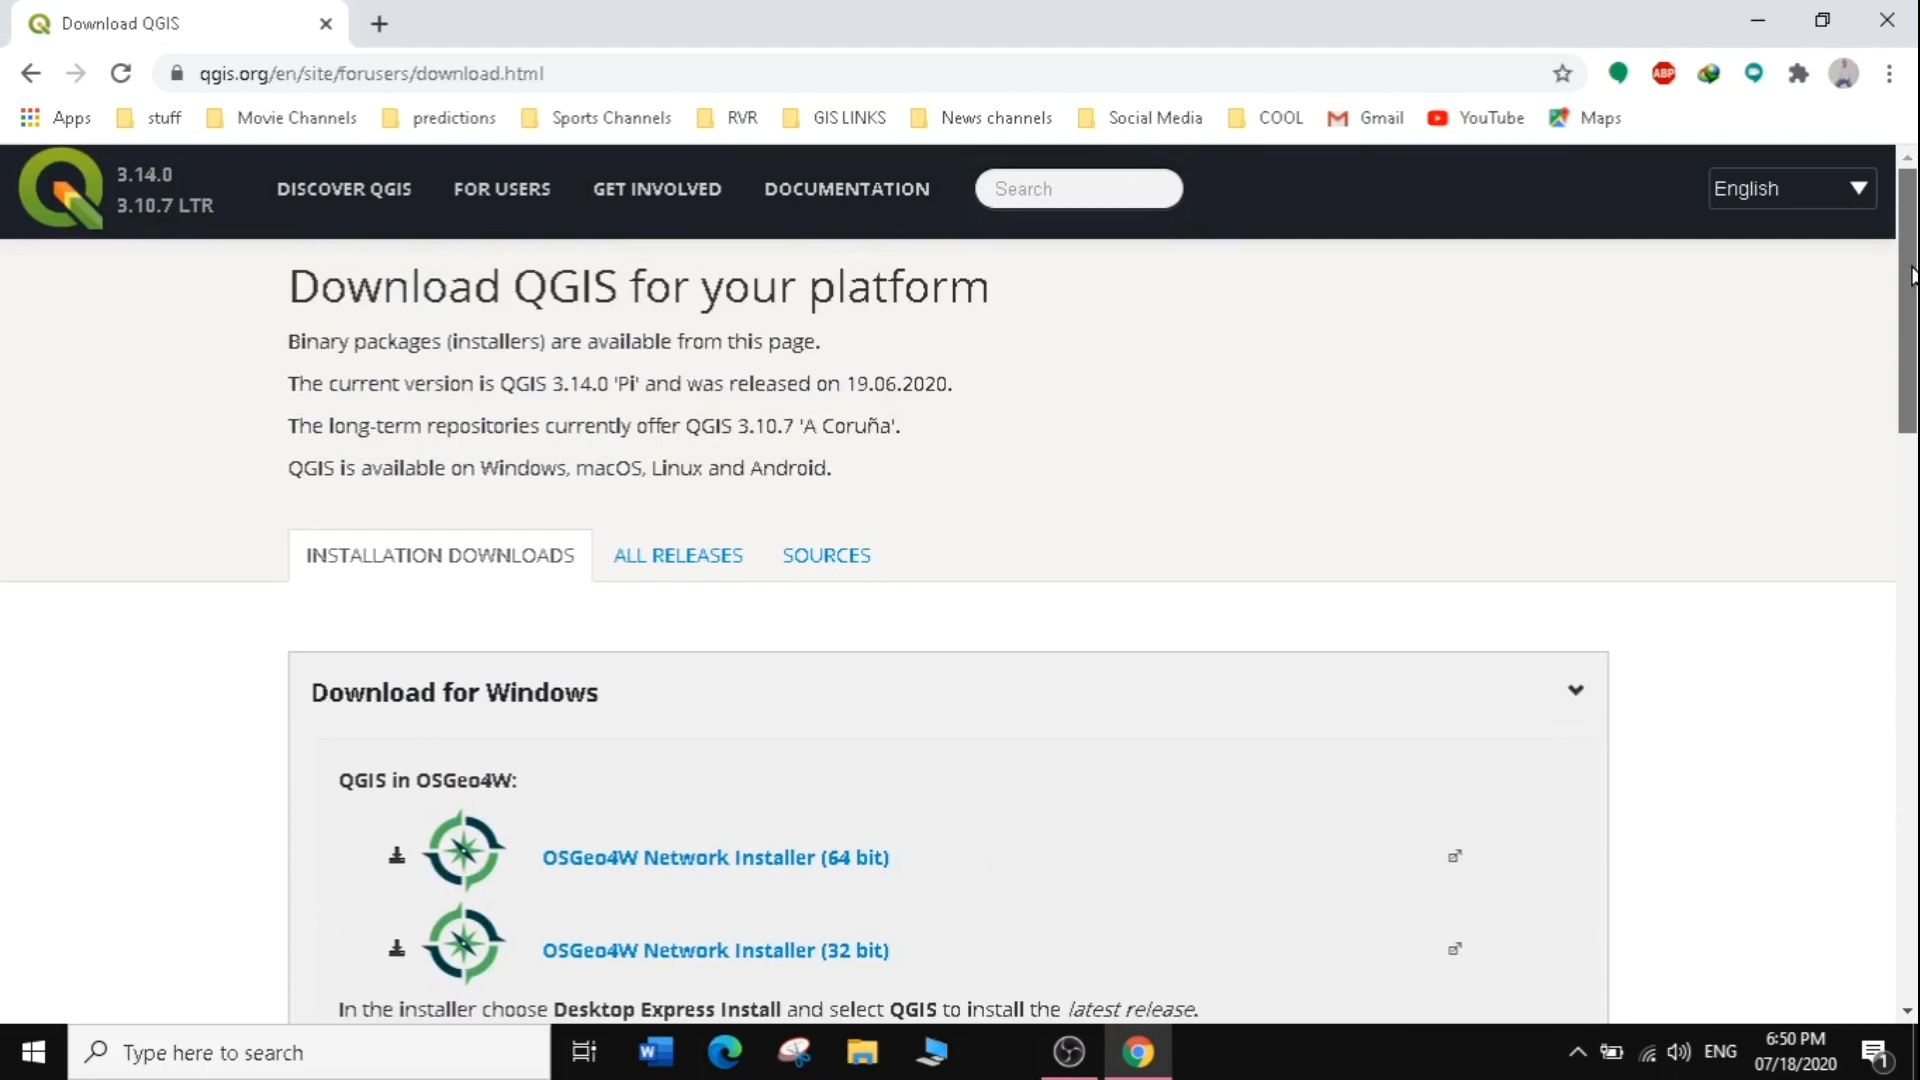 Download QGIS
qgis.org/en/site/forusers/download.html
ABP
Apps stuff Movie Channels predictions Sports Channels RVR GIS LINKS News channels Social Media COOL Gmail YouTube Maps
3.14.0
3.10.7 LTR
DISCOVER QGIS FOR USERS GET INVOLVED DOCUMENTATION Search English
Download QGIS for your platform
Binary packages (installers) are available from this page.
The current version is QGIS 3.14.0 'Pi' and was released on 19.06.2020.
The long-term repositories currently offer QGIS 3.10.7 'A Coruña'.
QGIS is available on Windows, macOS, Linux and Android.
INSTALLATION DOWNLOADS ALL RELEASES SOURCES
Download for Windows
QGIS in OSGeo4W:
OSGeo4W Network Installer (64 bit)
OSGeo4W Network Installer (32 bit)
In the installer choose Desktop Express Install and select QGIS to install the latest release.
Type here to search
W
ENG
6:50 PM
07/18/2020
1